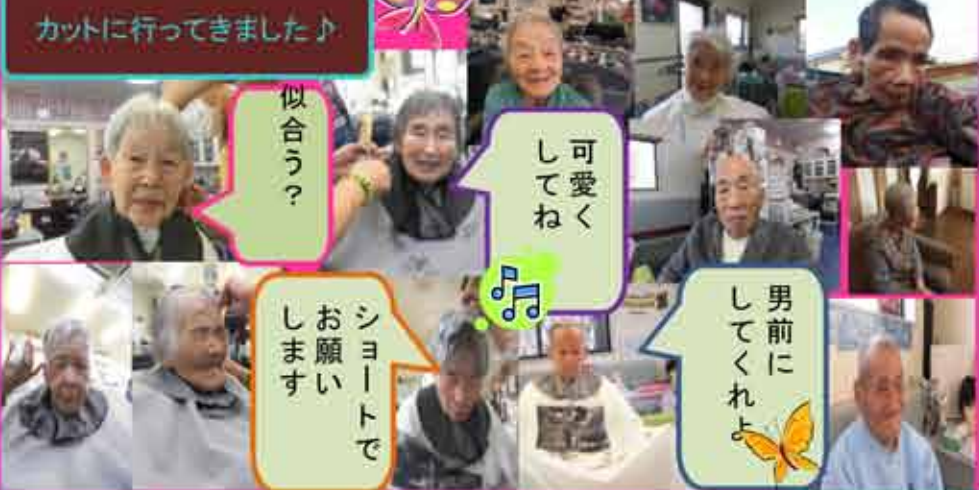 カットに行ってきました♪
似合う？
可愛く
してね
ショートで
お願い
します
男前に
してくれよ